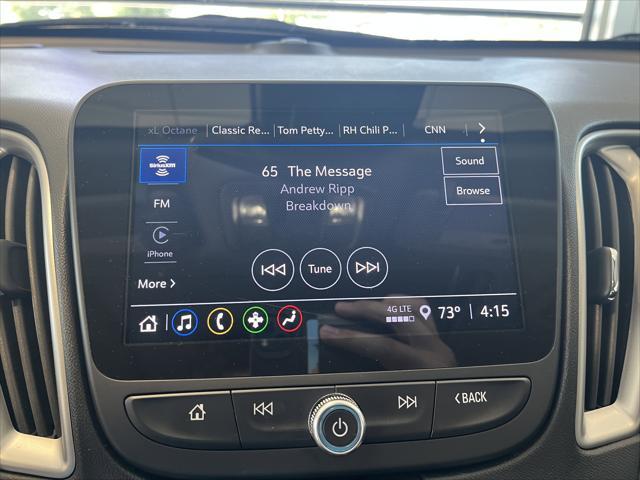 xL Octane Classic Re... Tom Petty... RH Chili P... CNN
SiriusXM
65 The Message
Sound
Andrew Ripp
Browse
FM
Breakdown
iPhone
Tune
More
4G LTE
73° 4:15
BACK